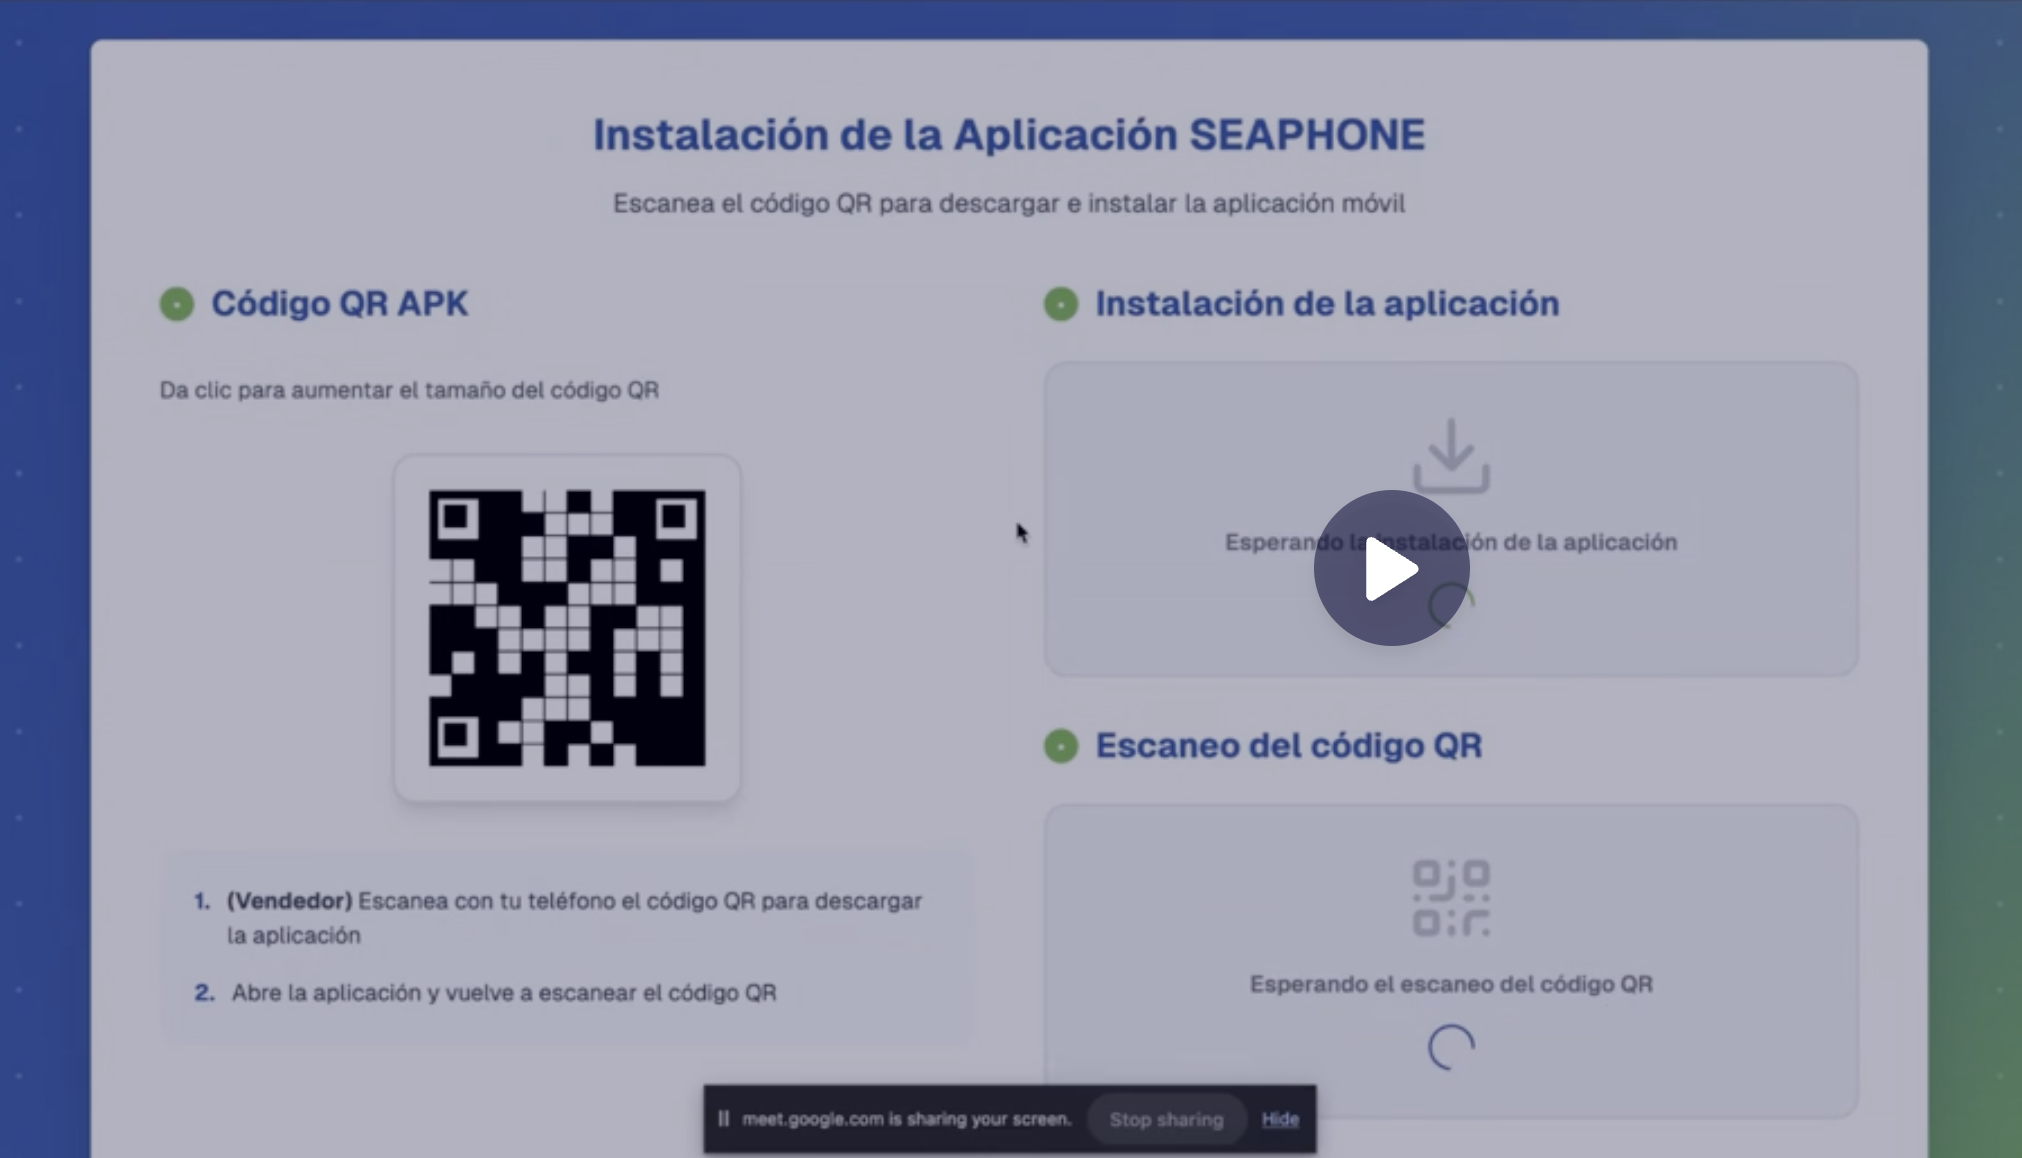 Instalación de la Aplicación SEAPHONE
Escanea el código QR para descargar e instalar la aplicación móvil
Código QR APK
Da clic para aumentar el tamaño del código QR
1. (Vendedor) Escanea con tu teléfono el código QR para descargar
la aplicación
2. Abre la aplicación y vuelve a escanear el código QR
Instalación de la aplicación
Esperando la instalación de la aplicación
Escaneo del código QR
Esperando el escaneo del código QR
meet.google.com is sharing your screen.
Stop sharing
Hide